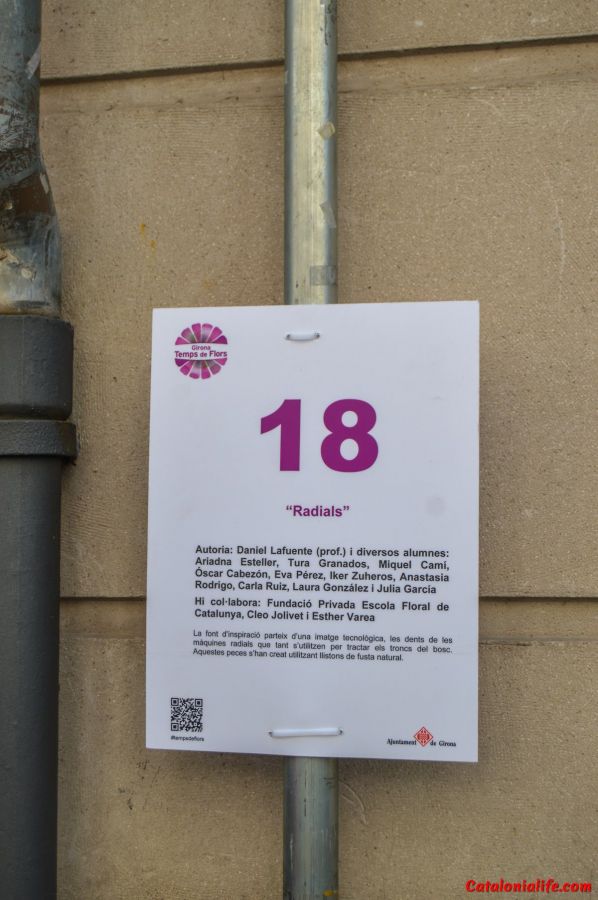 Girona
Temps de Flors
18
“Radials”
Autoria: Daniel Lafuente (prof.) i diversos alumnes:
Ariadna Esteller, Tura Granados, Miquel Camí,
Óscar Cabezón, Eva Pérez, Iker Zuheros, Anastasia
Rodrigo, Carla Ruiz, Laura González i Julia García
Hi col·labora: Fundació Privada Escola Floral de
Catalunya, Cleo Jolivet i Esther Varea
La font d’inspiració parteix d’una imatge tecnològica, les dents de les
màquines radials que tant s’utilitzen per tractar els troncs del bosc.
Aquestes peces s’han creat utilitzant llistons de fusta natural.
#tempsdeflors
Ajuntament de Girona
Catalonialife.com